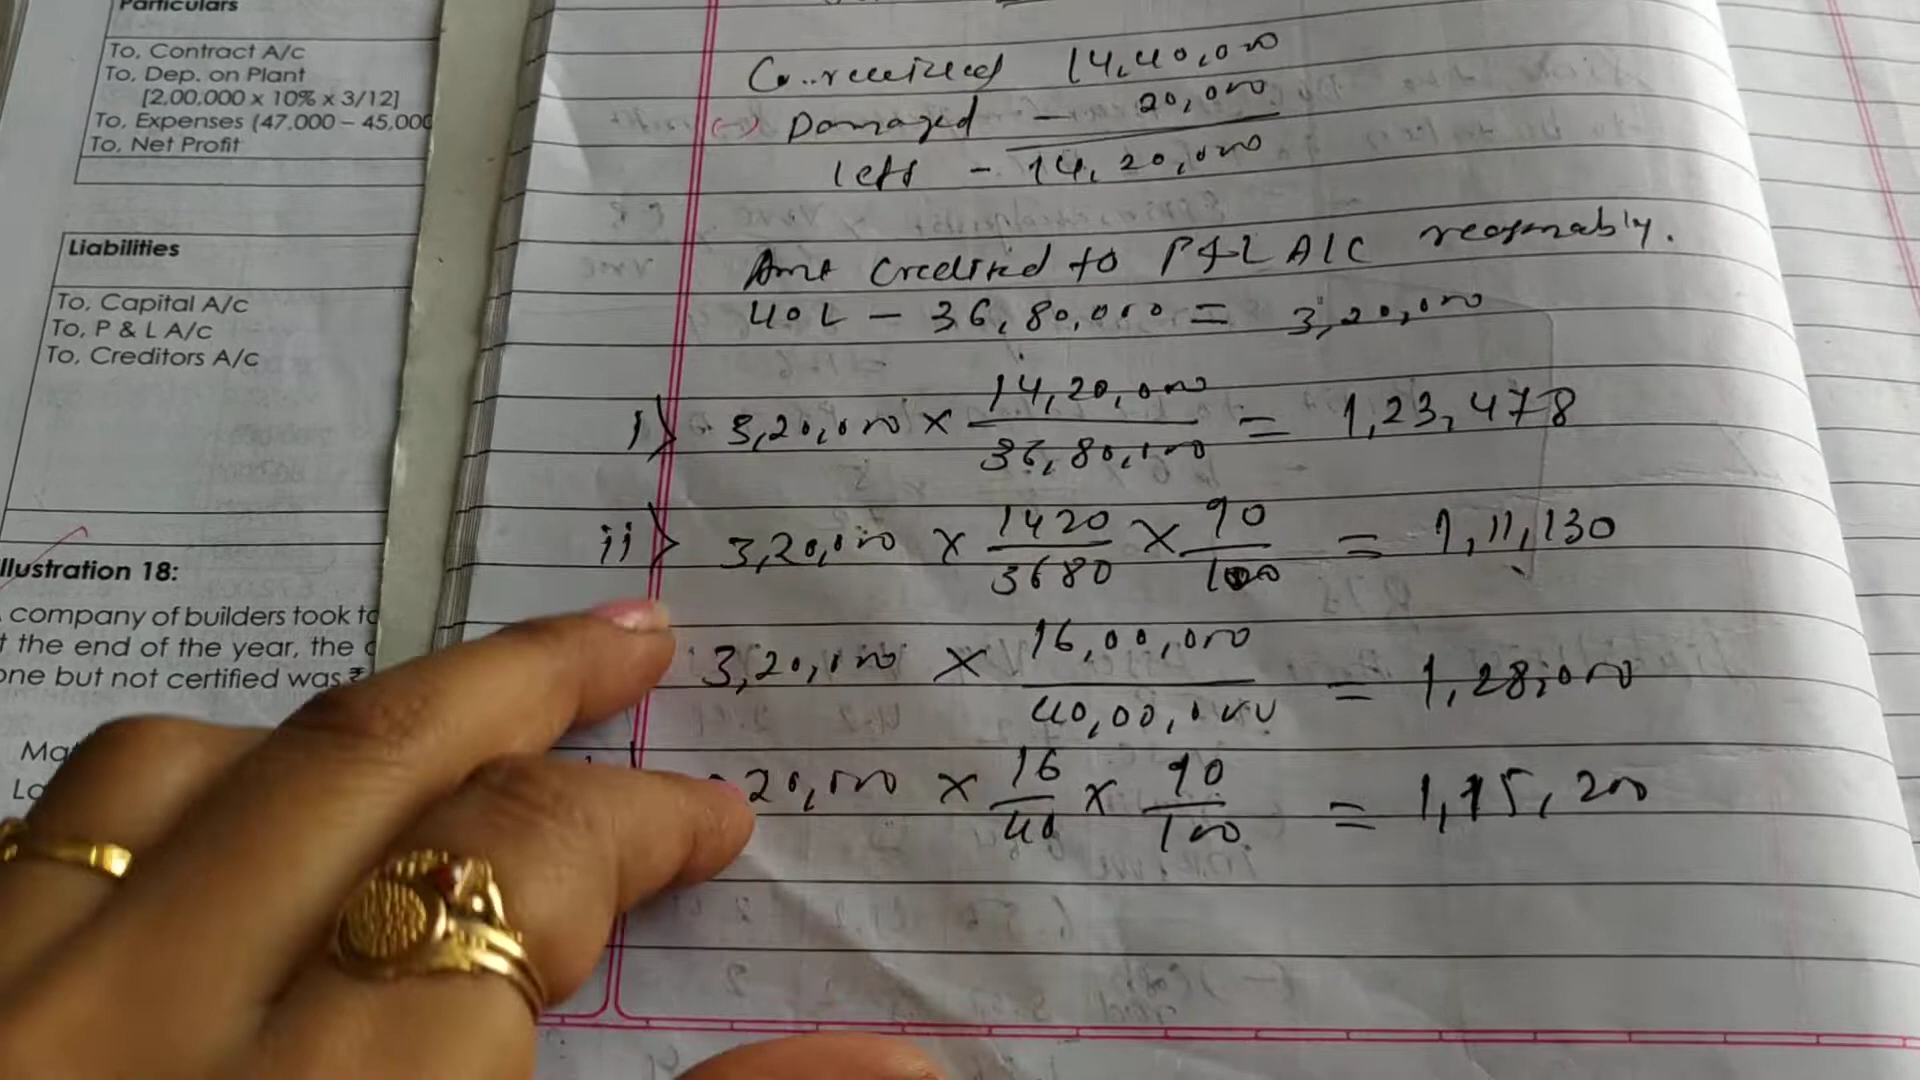 Particulars
To, Contract A/c
To, Dep. on Plant
[2,00,000 x 10% x 3/12]
To, Expenses (47,000 – 45,000
To, Net Profit
Liabilities
To, Capital A/c
To, P & L A/c
To, Creditors A/c
llustration 18:
company of builders took to
t the end of the year, the c
one but not certified was ₹
Ma
Lo
Co..received 14,40,000
(-) Damaged - 20,000
left - 14,20,000
Amt Credited to P&L A/C reasonably.
40L - 36,80,000 = 3,20,000
i) 3,20,000 x 14,20,000 / 36,80,000 = 1,23,478
ii) 3,20,000 x 1420 / 3680 x 90 / 100 = 1,11,130
3,20,000 x 16,00,000 / 40,00,000 = 1,28,000
20,000 x 16 / 40 x 90 / 100 = 1,15,200